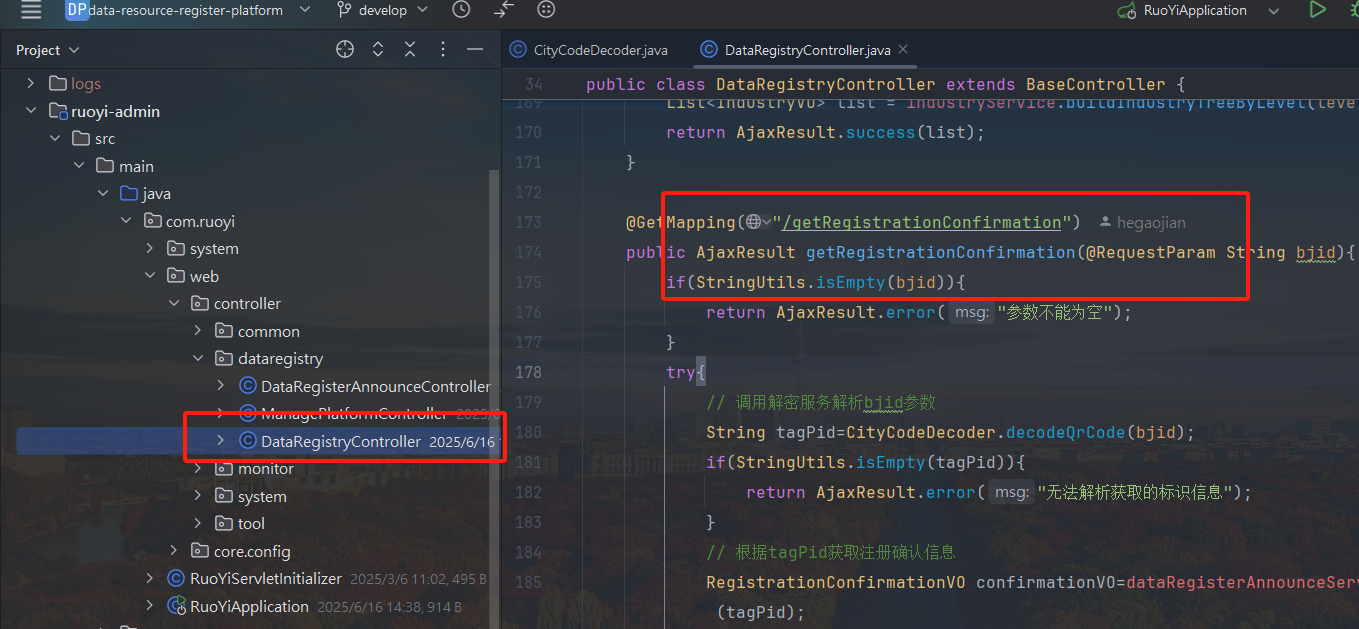 DP data-resource-register-platform develop RuoYiApplication
Project
CityCodeDecoder.java DataRegistryController.java
logs
ruoyi-admin
src
main
java
com.ruoyi
system
web
controller
common
dataregistry
DataRegisterAnnounceController
ManagePlatformController 2025/6
DataRegistryController 2025/6/16
monitor
system
tool
core.config
RuoYiServletInitializer 2025/3/6 11:02, 495 B
RuoYiApplication 2025/6/16 14:38, 914 B
34 public class DataRegistryController extends BaseController {
169 List<IndustryVO> list = industryService.buildIndustryTreeByLevel(leve
170 return AjaxResult.success(list);
171 }
172
173 @GetMapping("/getRegistrationConfirmation") hegaojian
174 public AjaxResult getRegistrationConfirmation(@RequestParam String bjid){
175 if(StringUtils.isEmpty(bjid)){
176 return AjaxResult.error( msg: "参数不能为空");
177 }
178 try{
179 // 调用解密服务解析bjid参数
180 String tagPid=CityCodeDecoder.decodeQrCode(bjid);
181 if(StringUtils.isEmpty(tagPid)){
182 return AjaxResult.error( msg: "无法解析获取的标识信息");
183 }
184 // 根据tagPid获取注册确认信息
185 RegistrationConfirmationVO confirmationVO=dataRegisterAnnounceServ
(tagPid);